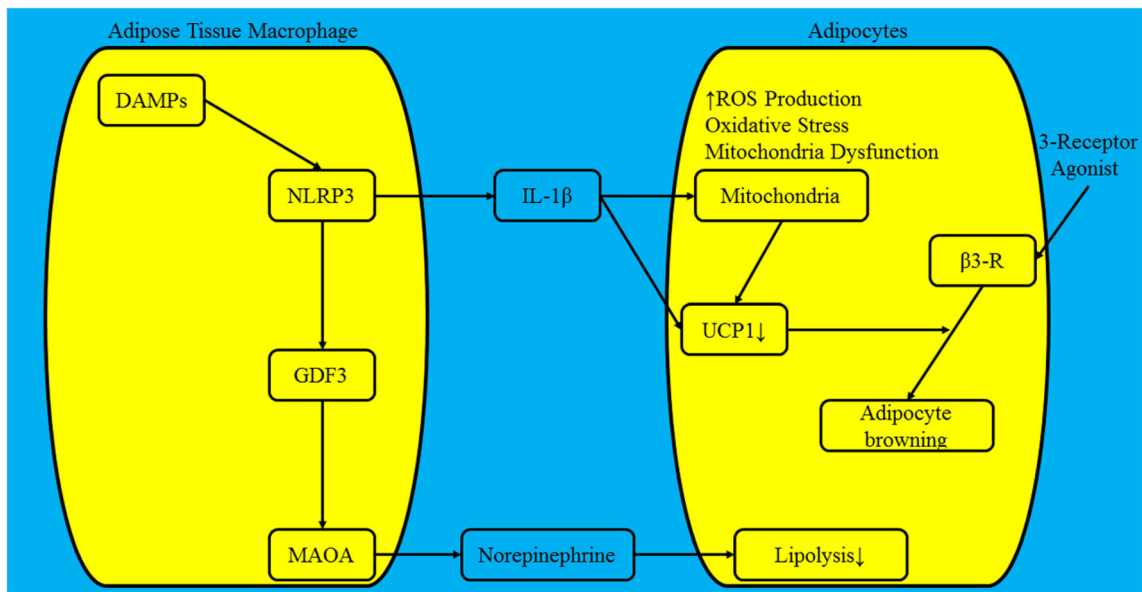 Adipose Tissue Macrophage
Adipocytes
DAMPs
↑ROS Production
Oxidative Stress
Mitochondria Dysfunction
3-Receptor
Agonist
NLRP3
IL-1β
Mitochondria
β3-R
UCP1↓
GDF3
Adipocyte
browning
MAOA
Norepinephrine
Lipolysis↓